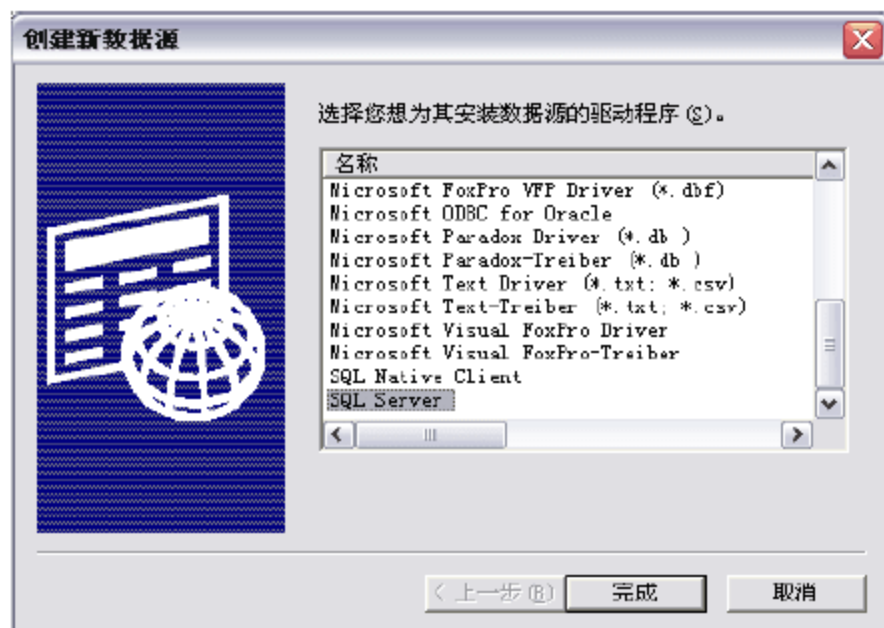 创建新数据源
选择您想为其安装数据源的驱动程序(S)。
名称
Microsoft FoxPro VFP Driver (*.dbf)
Microsoft ODBC for Oracle
Microsoft Paradox Driver (*.db )
Microsoft Paradox-Treiber (*.db )
Microsoft Text Driver (*.txt; *.csv)
Microsoft Text-Treiber (*.txt; *.csv)
Microsoft Visual FoxPro Driver
Microsoft Visual FoxPro-Treiber
SQL Native Client
SQL Server
< 上一步(B) 完成 取消